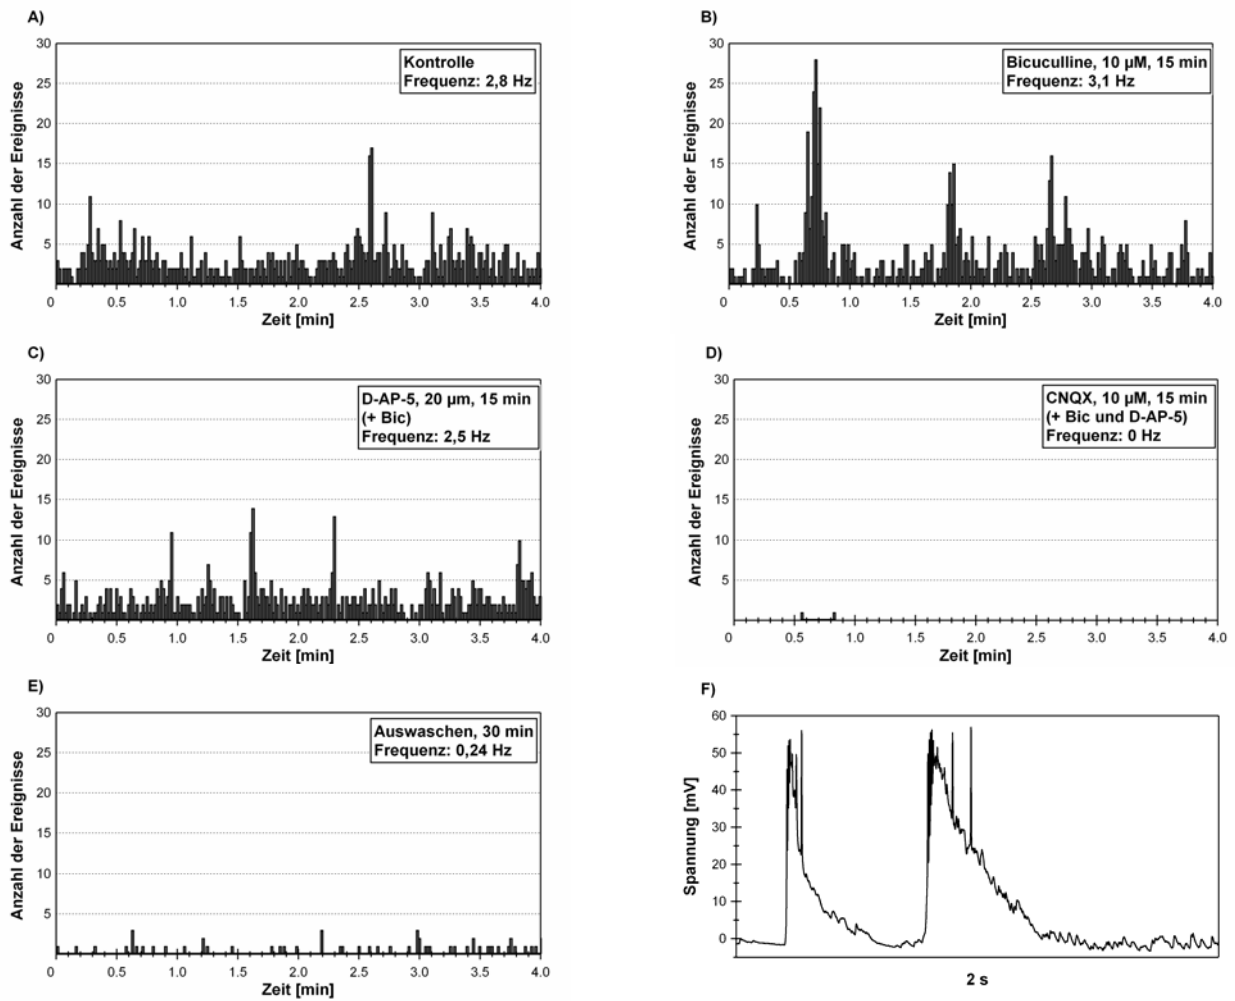 A)
Anzahl der Ereignisse
30
25
20
15
10
5
Kontrolle
Frequenz: 2,8 Hz
0 0.5 1.0 1.5 2.0 2.5 3.0 3.5 4.0
Zeit [min]
B)
Anzahl der Ereignisse
30
25
20
15
10
5
Bicuculline, 10 µM, 15 min
Frequenz: 3,1 Hz
0 0.5 1.0 1.5 2.0 2.5 3.0 3.5 4.0
Zeit [min]
C)
Anzahl der Ereignisse
30
25
20
15
10
5
D-AP-5, 20 µm, 15 min
(+ Bic)
Frequenz: 2,5 Hz
0 0.5 1.0 1.5 2.0 2.5 3.0 3.5 4.0
Zeit [min]
D)
Anzahl der Ereignisse
30
25
20
15
10
5
CNQX, 10 µM, 15 min
(+ Bic und D-AP-5)
Frequenz: 0 Hz
0 0.5 1.0 1.5 2.0 2.5 3.0 3.5 4.0
Zeit [min]
E)
Anzahl der Ereignisse
30
25
20
15
10
5
Auswaschen, 30 min
Frequenz: 0,24 Hz
0 0.5 1.0 1.5 2.0 2.5 3.0 3.5 4.0
Zeit [min]
F)
Spannung [mV]
60
50
40
30
20
10
0
2 s